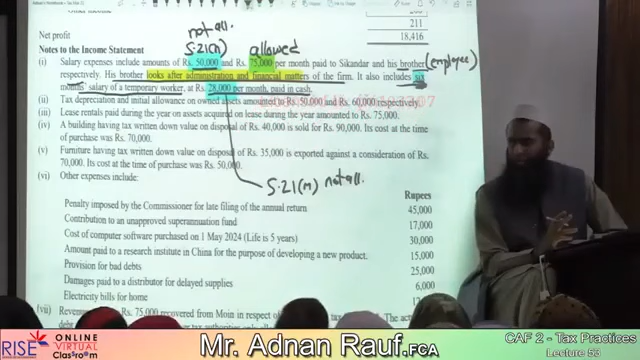 211
Net profit 18,416
not all.
S.21(n) allowed
Notes to the Income Statement
(i) Salary expenses include amounts of Rs. 50,000 and Rs. 75,000 per month paid to Sikandar and his brother (employee)
respectively. His brother looks after administration and financial matters of the firm. It also includes six
months' salary of a temporary worker, at Rs. 28,000 per month, paid in cash.
(ii) Tax depreciation and initial allowance on owned assets amounted to Rs. 50,000 and Rs. 60,000 respectively.
(iii) Lease rentals paid during the year on assets acquired on lease during the year amounted to Rs. 75,000.
(iv) A building having tax written down value on disposal of Rs. 40,000 is sold for Rs. 90,000. Its cost at the time
of purchase was Rs. 70,000.
(v) Furniture having tax written down value on disposal of Rs. 35,000 is exported against a consideration of Rs.
70,000. Its cost at the time of purchase was Rs. 50,000.
S.21(m) not all.
(vi) Other expenses include:
Rupees
Penalty imposed by the Commissioner for late filing of the annual return 45,000
Contribution to an unapproved superannuation fund 17,000
Cost of computer software purchased on 1 May 2024 (Life is 5 years) 30,000
Amount paid to a research institute in China for the purpose of developing a new product. 15,000
Provision for bad debts 25,000
Damages paid to a distributor for delayed supplies 6,000
Electricity bills for home
(vii) Rs. 75,000 recovered from Moin in respect of
RISE ONLINE VIRTUAL Classroom
Mr. Adnan Rauf.FCA
CAF 2 - Tax Practices
Lecture 53